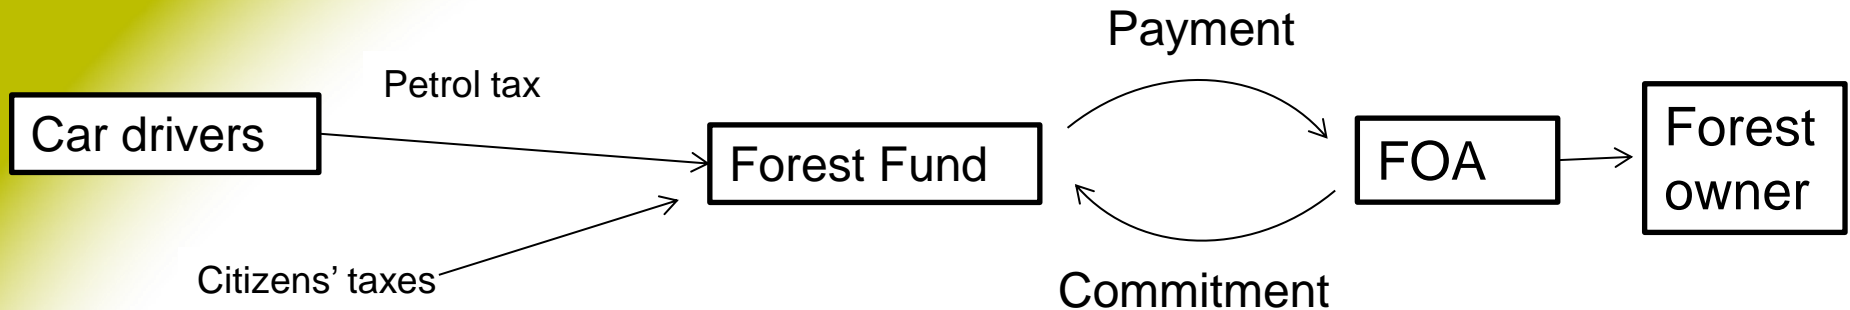 Payment
Petrol tax
Car drivers
Forest Fund
FOA
Forest
owner
Citizens’ taxes
Commitment